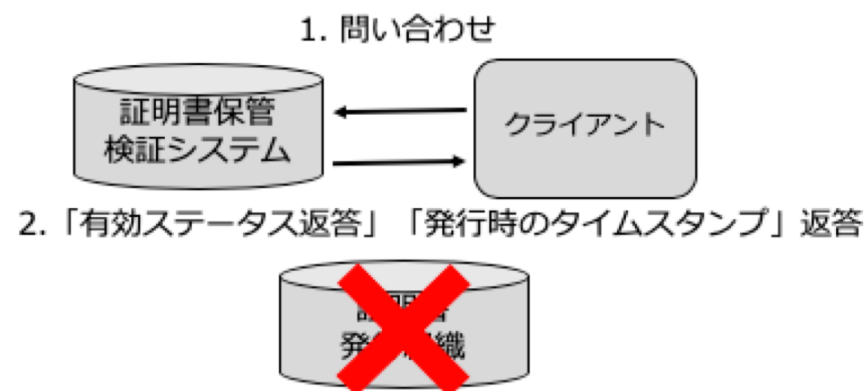 1. 問い合わせ
証明書保管
検証システム
クライアント
2.「有効ステータス返答」「発行時のタイムスタンプ」返答